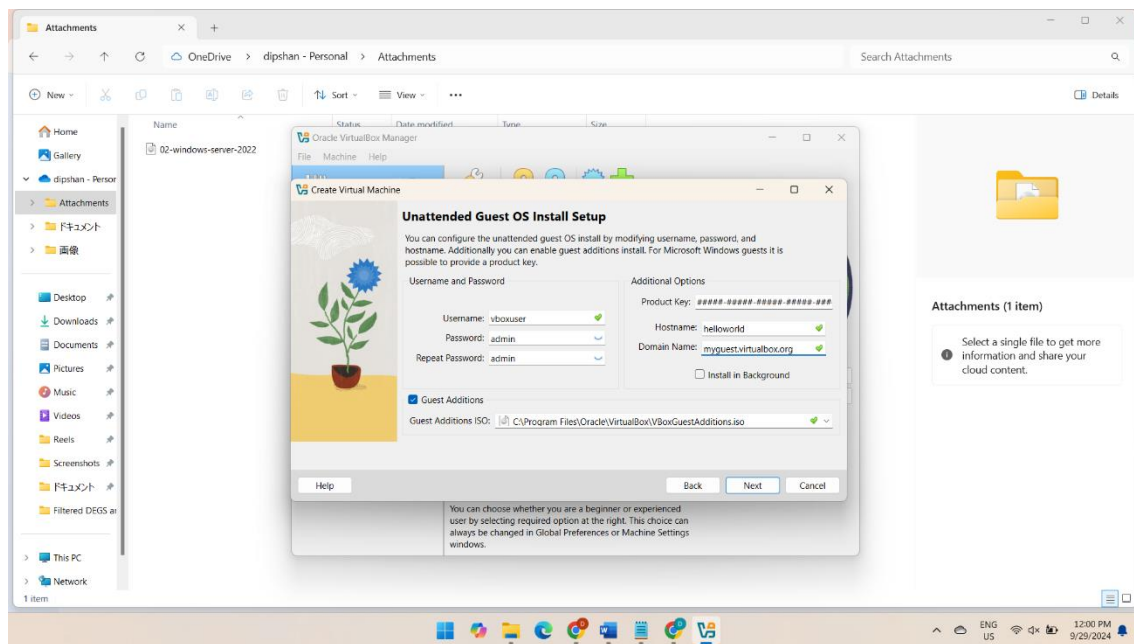 Attachments
OneDrive > dipshan - Personal > Attachments
Search Attachments
New
Sort
View
Details
Home
Gallery
dipshan - Persor
Attachments
ドキュメント
画像
Desktop
Downloads
Documents
Pictures
Music
Videos
Reels
Screenshots
ドキュメント
Filtered DEGS ar
This PC
Network
1 item
Name Status Date modified Type Size
02-windows-server-2022
Oracle VirtualBox Manager
File Machine Help
Create Virtual Machine
Unattended Guest OS Install Setup
You can configure the unattended guest OS install by modifying username, password, and
hostname. Additionally you can enable guest additions install. For Microsoft Windows guests it is
possible to provide a product key.
Username and Password
Username: vboxuser
Password: admin
Repeat Password: admin
Additional Options
Product Key: #####-#####-#####-#####-###
Hostname: helloworld
Domain Name: myguest.virtualbox.org
Install in Background
Guest Additions
Guest Additions ISO: C:\Program Files\Oracle\VirtualBox\VBoxGuestAdditions.iso
Help
Back
Next
Cancel
You can choose whether you are a beginner or experienced
user by selecting required option at the right. This choice can
always be changed in Global Preferences or Machine Settings
windows.
Attachments (1 item)
Select a single file to get more
information and share your
cloud content.
ENG
US
12:00 PM
9/29/2024